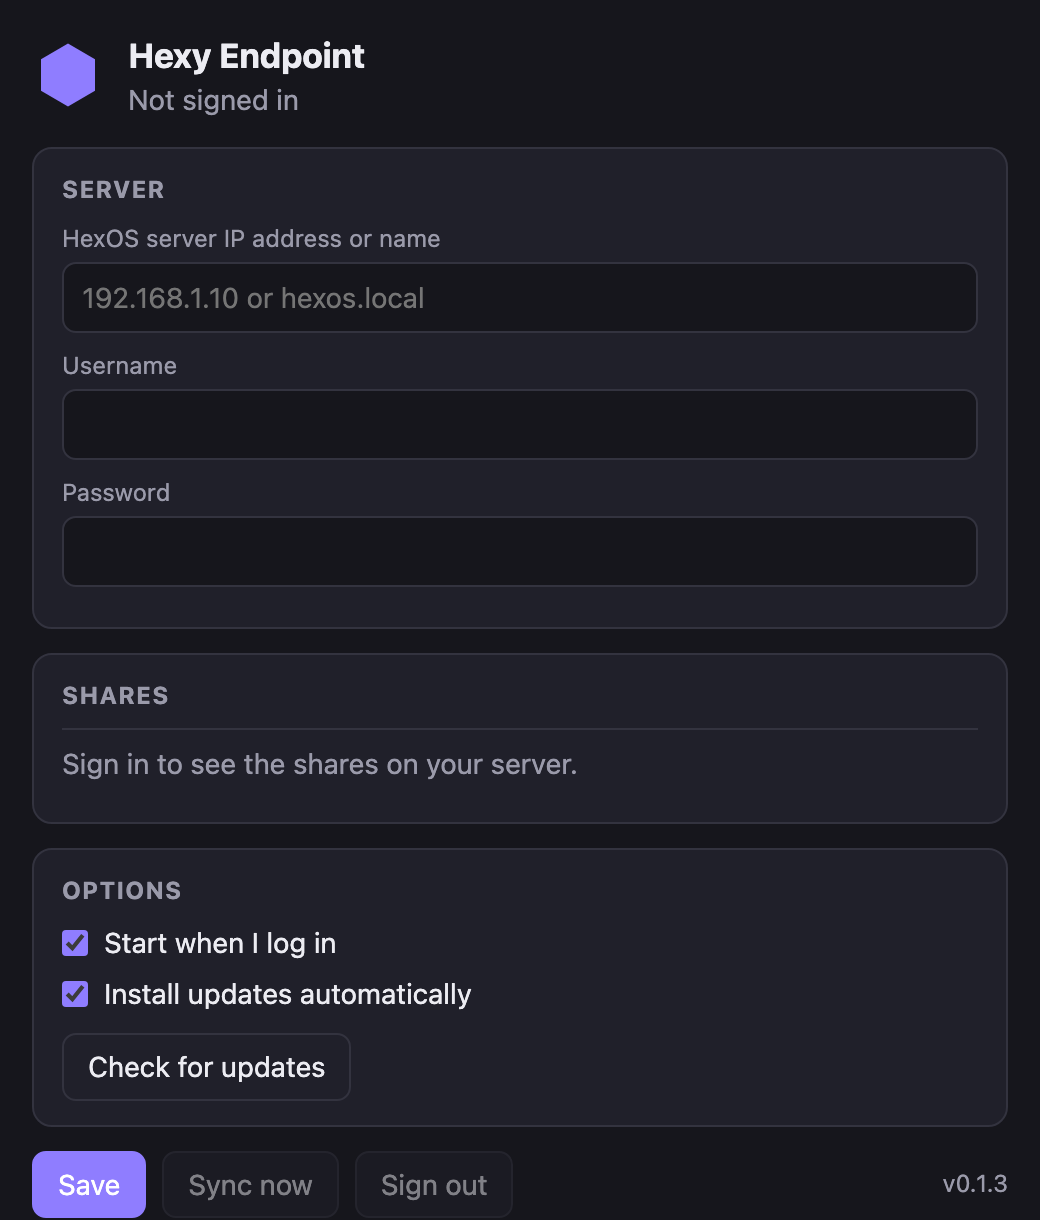 Hexy Endpoint
Not signed in
SERVER
HexOS server IP address or name
192.168.1.10 or hexos.local
Username
Password
SHARES
Sign in to see the shares on your server.
OPTIONS
Start when I log in
Install updates automatically
Check for updates
Save
Sync now
Sign out
v0.1.3